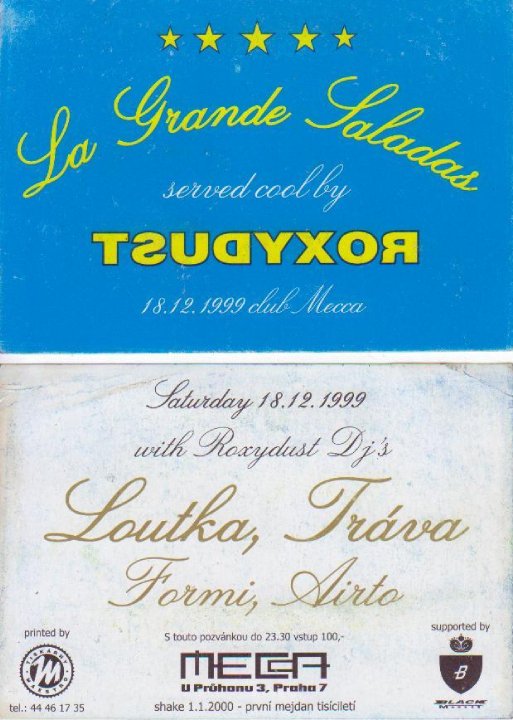 La Grande Saladas
served cool by
ROXYDUST
18.12.1999 club Mecca
Saturday 18.12.1999
with Roxydust Dj's
Loutka, Tráva
Formi, Airto
printed by
S touto pozvánkou do 23.30 vstup 100,-
supported by
MECCA
U Průhonu 3, Praha 7
B
M
tel.: 44 46 17 35
shake 1.1.2000 - první mejdan tisíciletí
BLACK